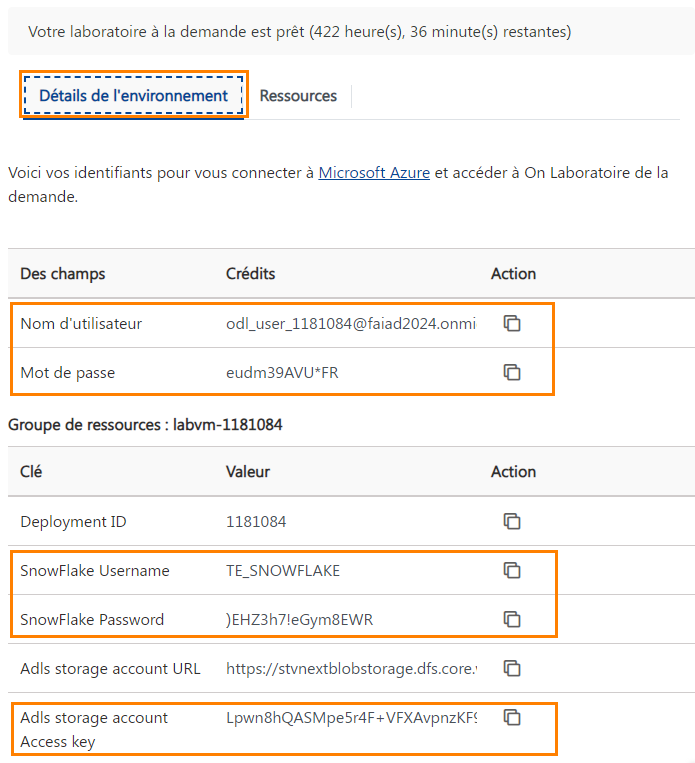 Votre laboratoire à la demande est prêt (422 heure(s), 36 minute(s) restantes)
Détails de l'environnement Ressources
Voici vos identifiants pour vous connecter à Microsoft Azure et accéder à On Laboratoire de la
demande.
Des champs Crédits Action
Nom d'utilisateur odl_user_1181084@faiad2024.onmi
Mot de passe eudm39AVU*FR
Groupe de ressources : labvm-1181084
Clé Valeur Action
Deployment ID 1181084
SnowFlake Username TE_SNOWFLAKE
SnowFlake Password )EHZ3h7!eGym8EWR
Adls storage account URL https://stvnextblobstorage.dfs.core.
Adls storage account Lpwn8hQASMpe5r4F+VFXAvpnzKF9
Access key